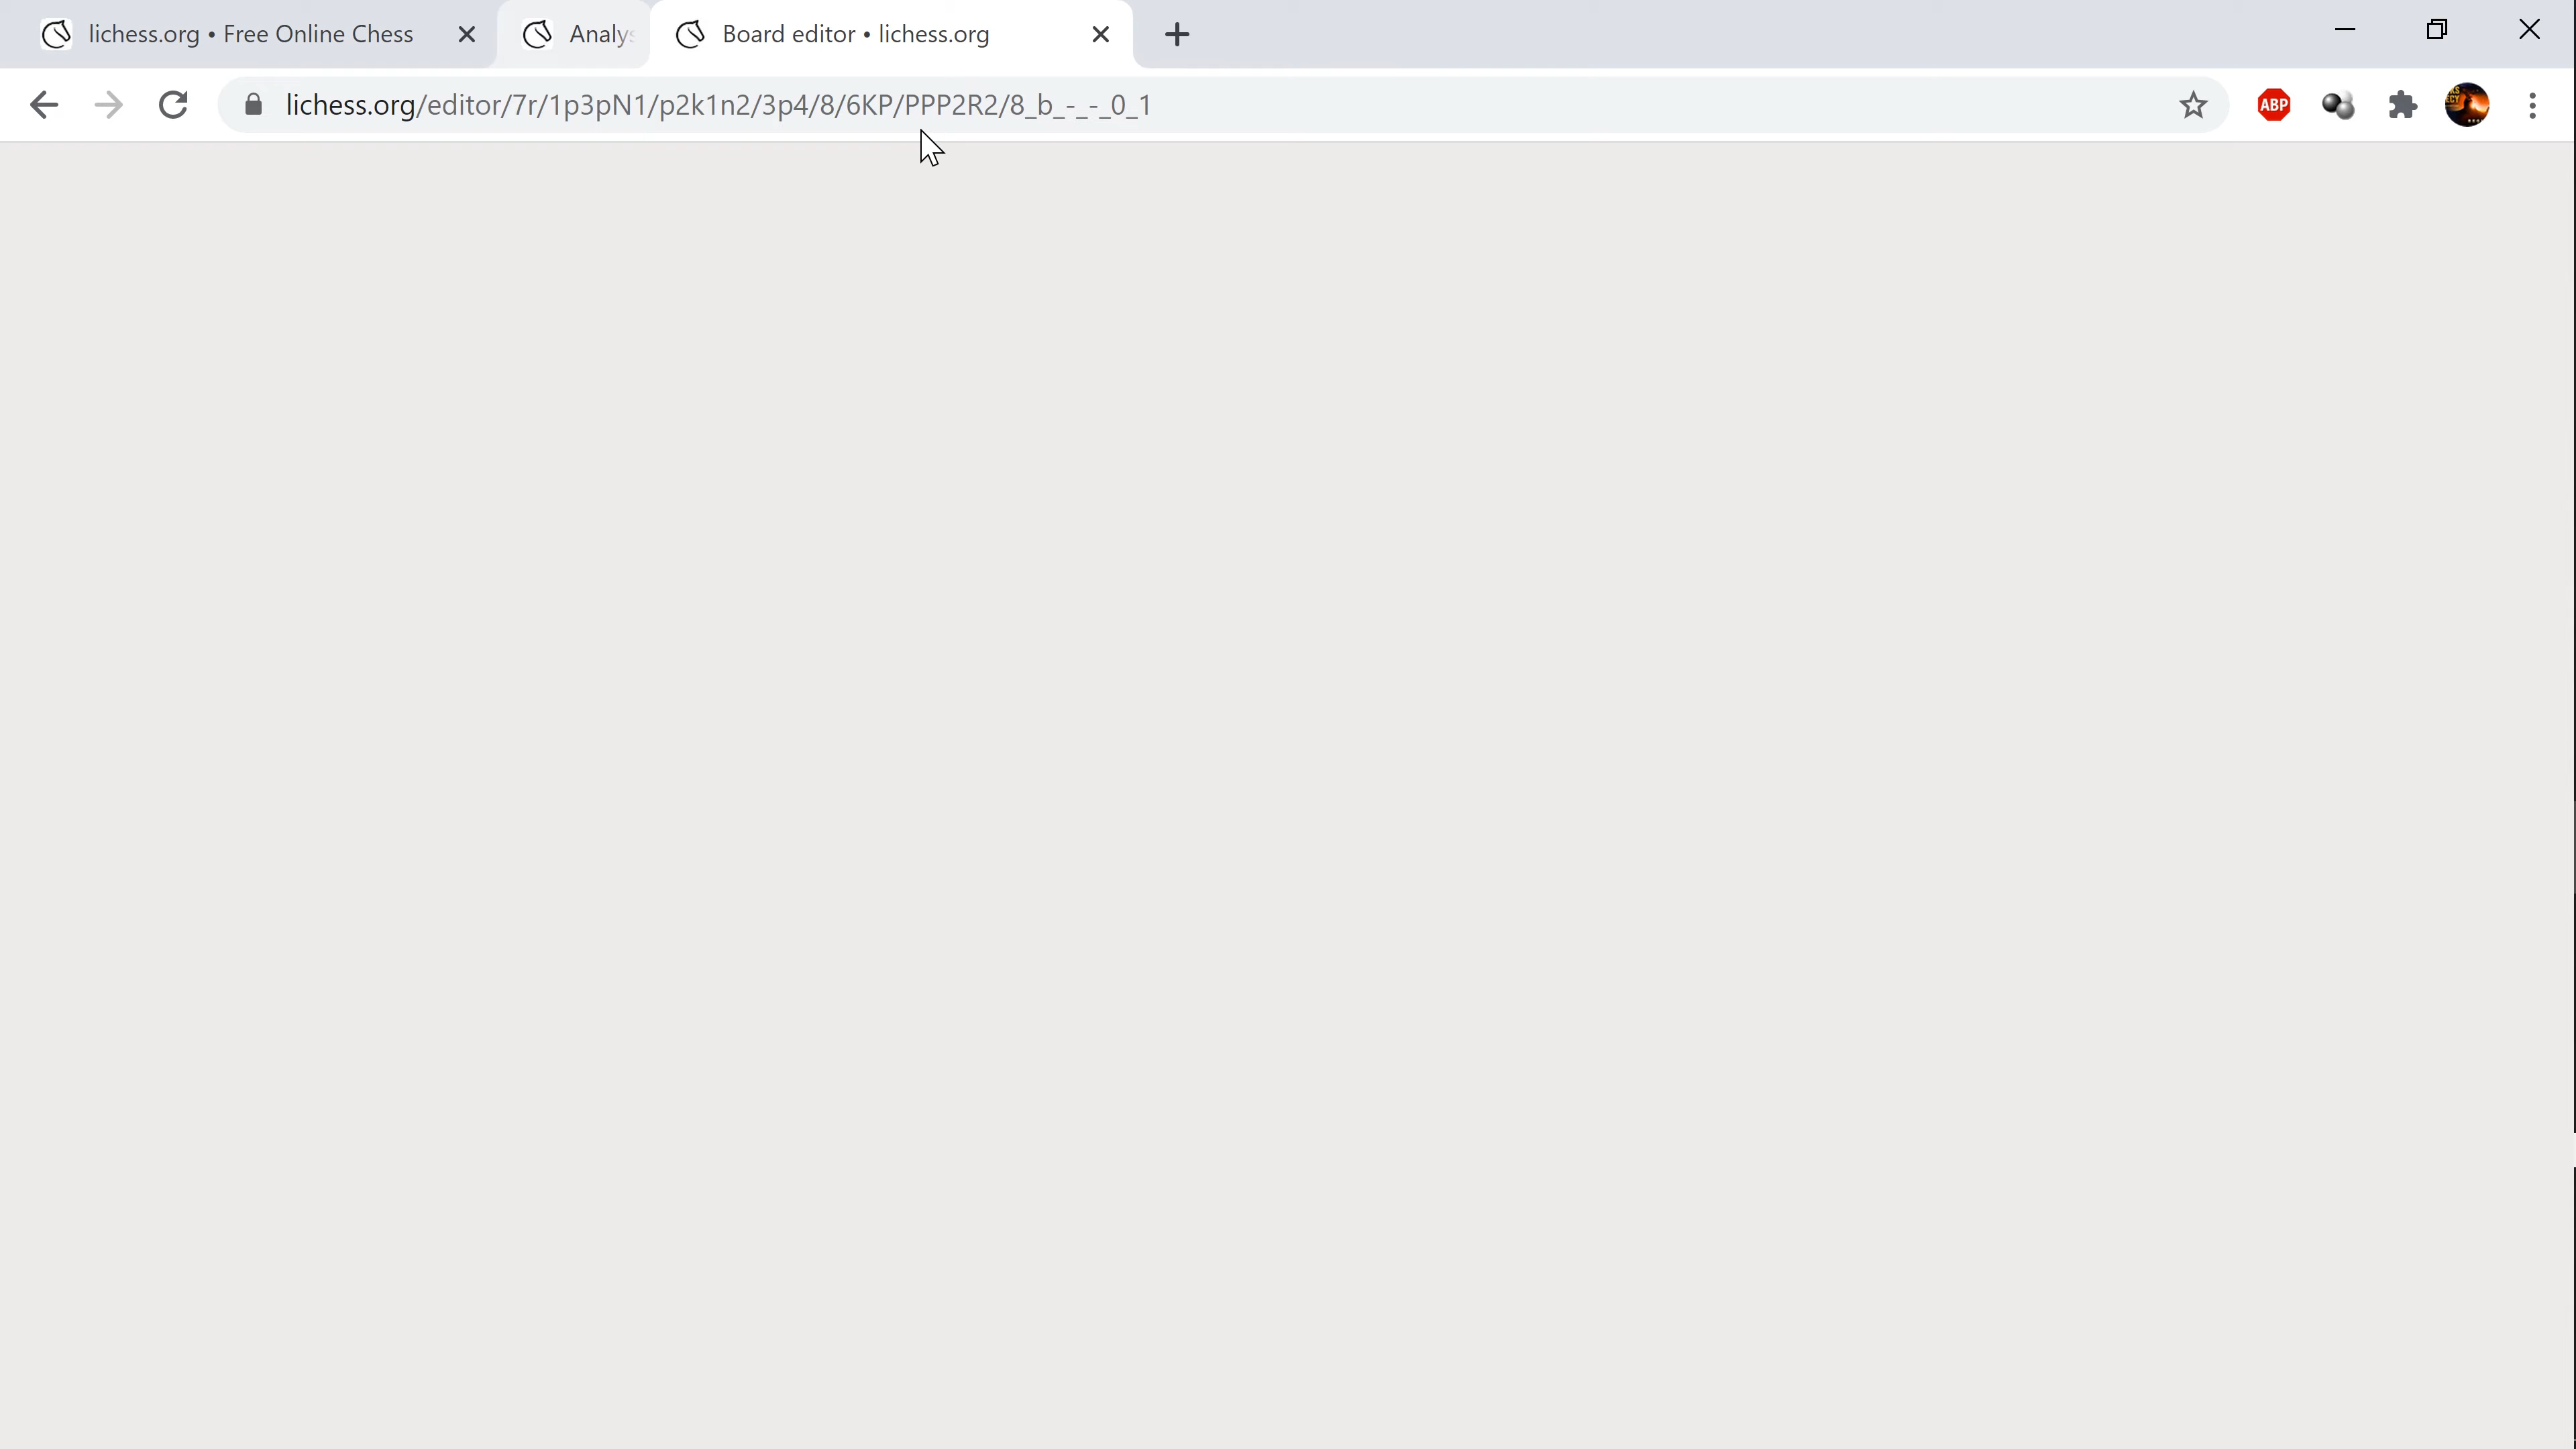 lichess.org • Free Online Chess
Analys
Board editor • lichess.org
lichess.org/editor/7r/1p3pN1/p2k1n2/3p4/8/6KP/PPP2R2/8_b_-_-_0_1
ABP